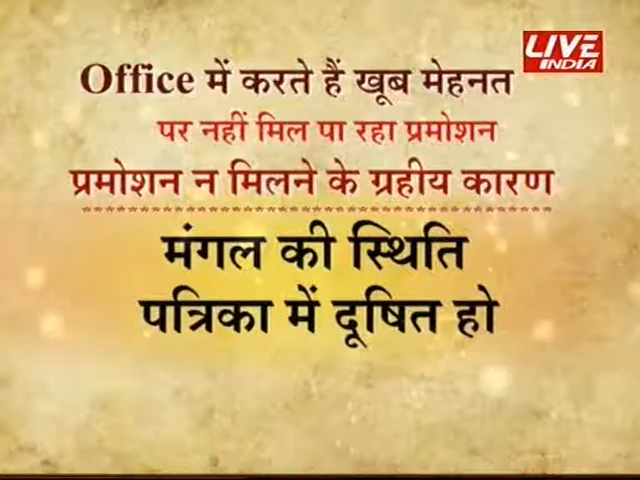 LIVE
INDIA
Office में करते हैं खूब मेहनत
पर नहीं मिल पा रहा प्रमोशन
प्रमोशन न मिलने के ग्रहीय कारण
मंगल की स्थिति
पत्रिका में दूषित हो